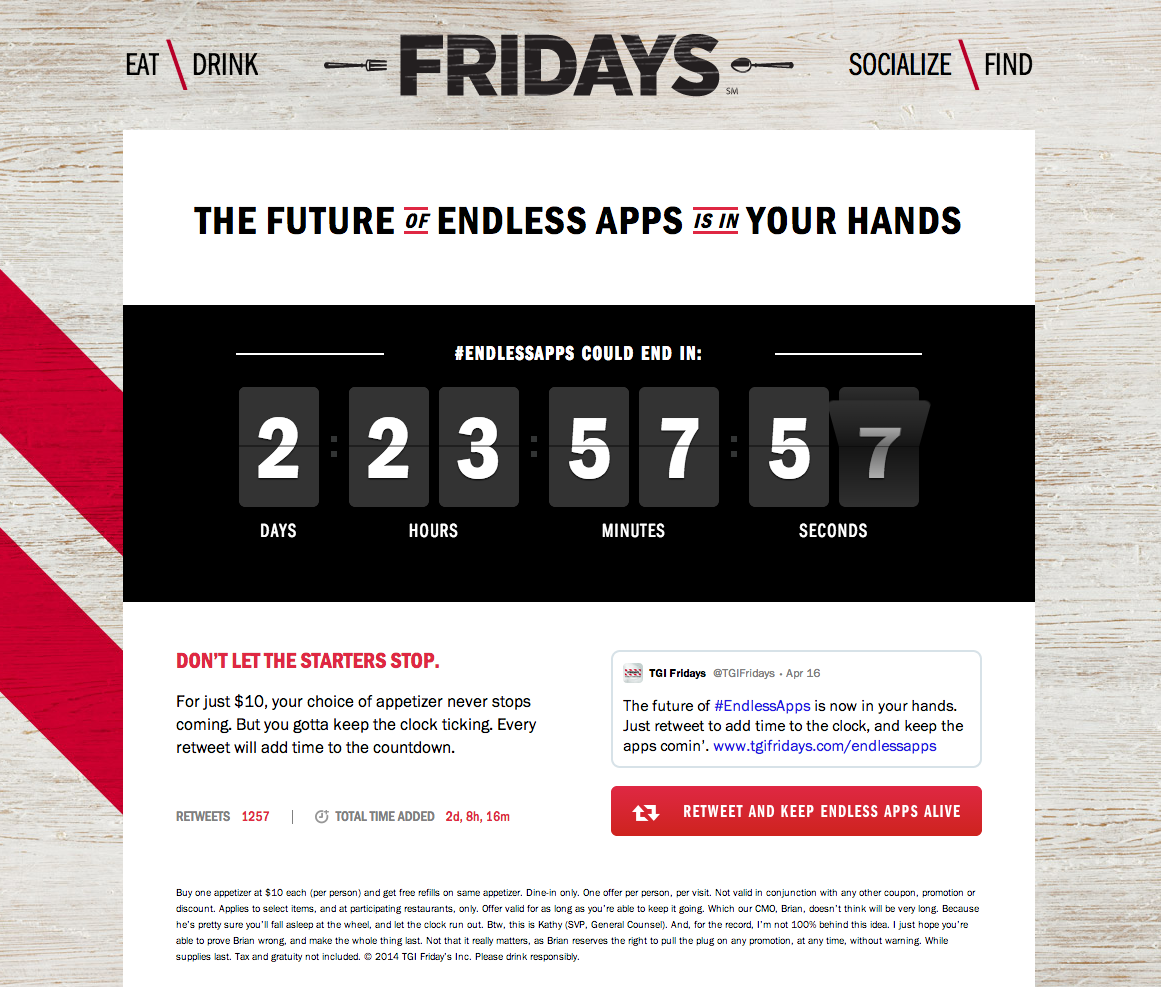 EAT \ DRINK
FRIDAYS SM
SOCIALIZE \ FIND
THE FUTURE OF ENDLESS APPS IS IN YOUR HANDS
#ENDLESSAPPS COULD END IN:
2 : 23 : 57 : 57
DAYS HOURS MINUTES SECONDS
DON'T LET THE STARTERS STOP.
For just $10, your choice of appetizer never stops
coming. But you gotta keep the clock ticking. Every
retweet will add time to the countdown.
RETWEETS 1257 | TOTAL TIME ADDED 2d, 8h, 16m
TGI Fridays @TGIFridays • Apr 16
The future of #EndlessApps is now in your hands.
Just retweet to add time to the clock, and keep the
apps comin'. www.tgifridays.com/endlessapps
RETWEET AND KEEP ENDLESS APPS ALIVE
Buy one appetizer at $10 each (per person) and get free refills on same appetizer. Dine-in only. One offer per person, per visit. Not valid in conjunction with any other coupon, promotion or
discount. Applies to select items, and at participating restaurants, only. Offer valid for as long as you're able to keep it going. Which our CMO, Brian, doesn't think will be very long. Because
he's pretty sure you'll fall asleep at the wheel, and let the clock run out. Btw, this is Kathy (SVP, General Counsel). And, for the record, I'm not 100% behind this idea. I just hope you're
able to prove Brian wrong, and make the whole thing last. Not that it really matters, as Brian reserves the right to pull the plug on any promotion, at any time, without warning. While
supplies last. Tax and gratuity not included. © 2014 TGI Friday's Inc. Please drink responsibly.